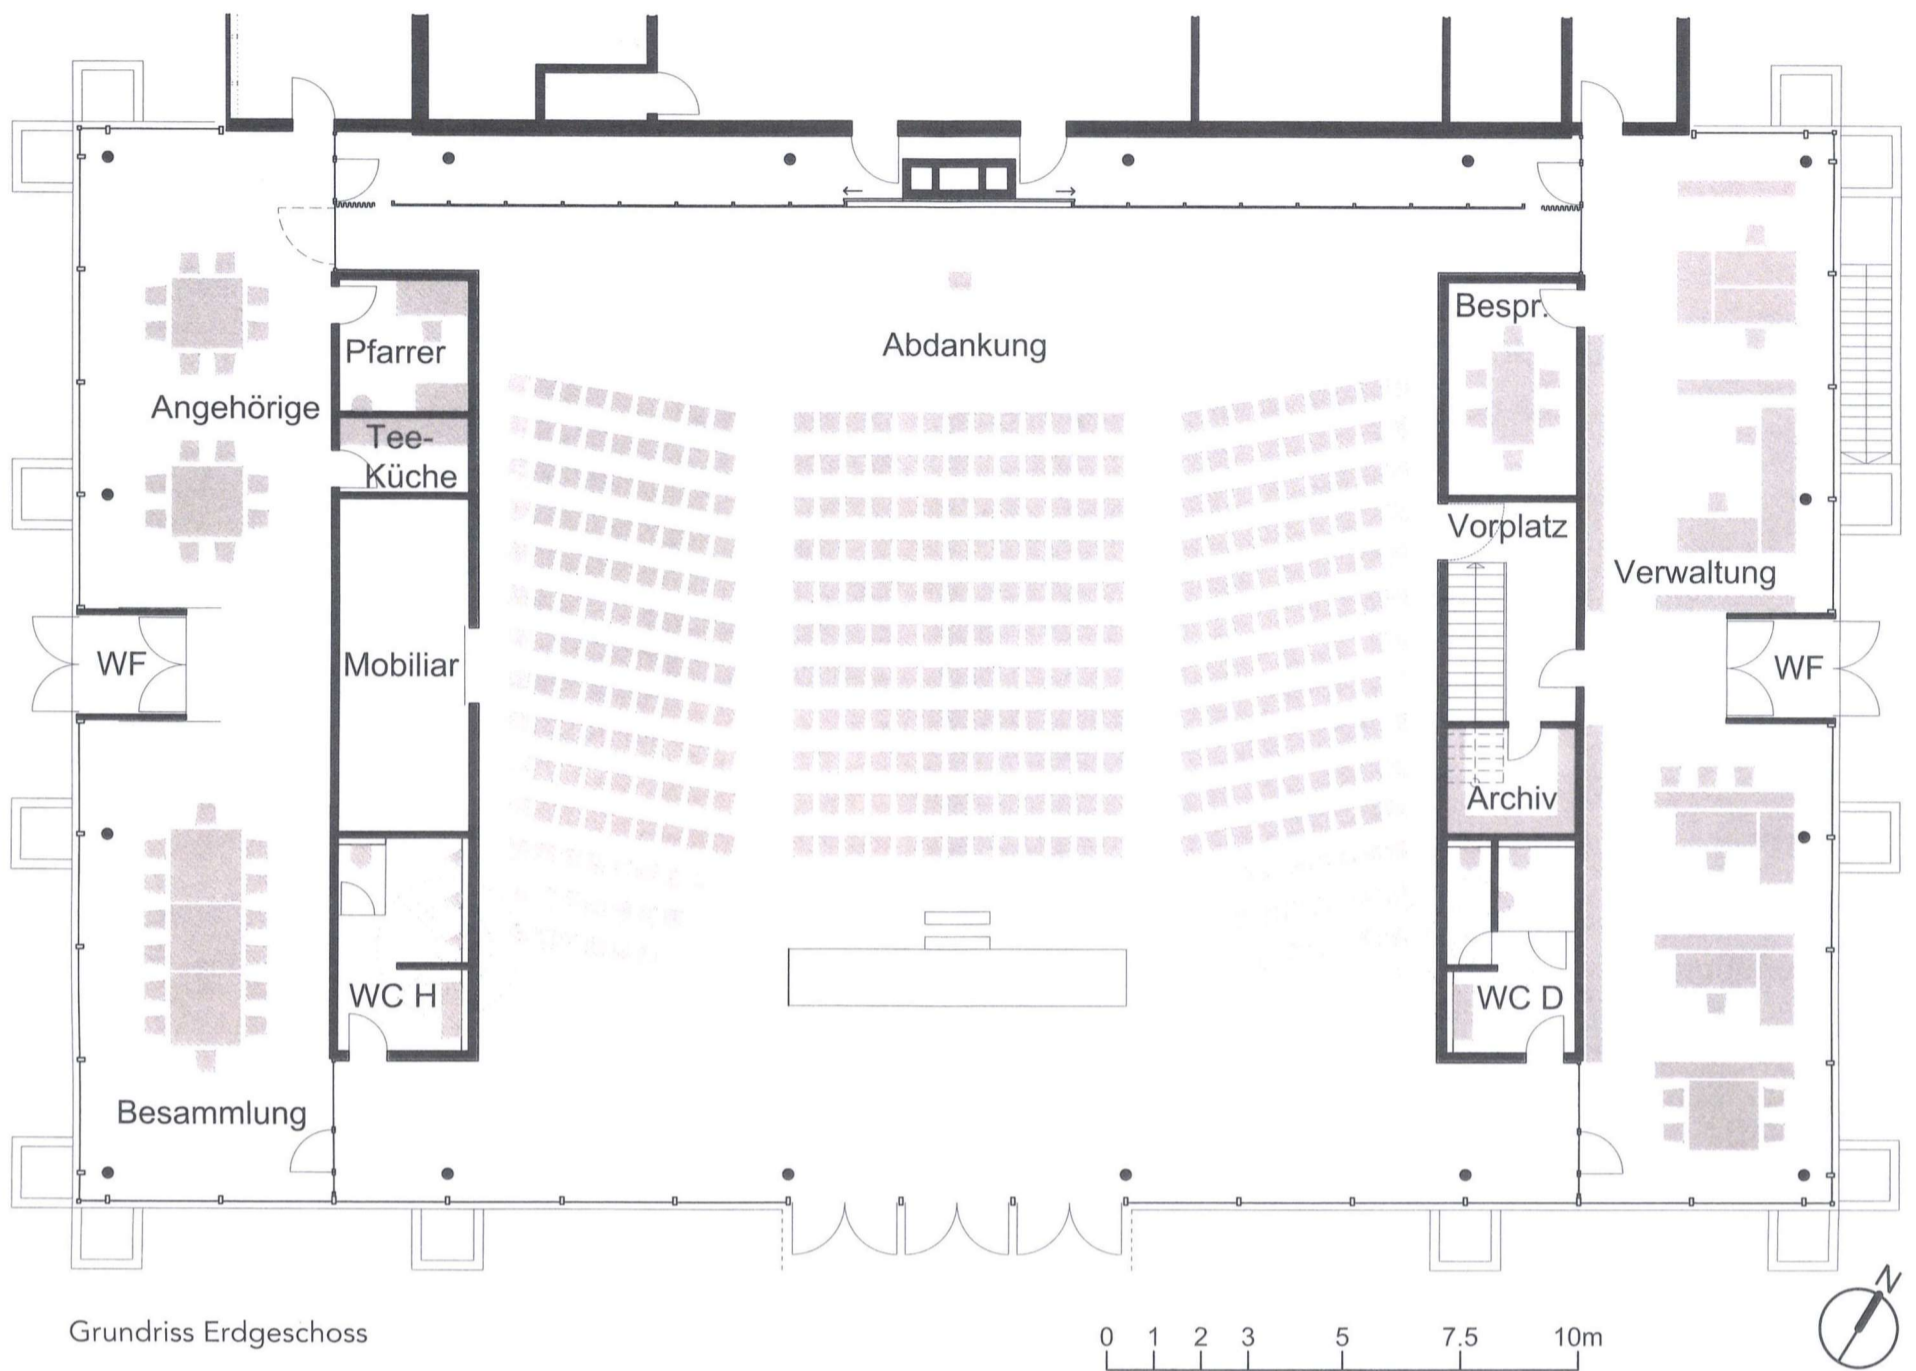 Bespr.
Abdankung
Pfarrer
Angehörige
Tee-
Küche
Vorplatz
Verwaltung
WF
Mobiliar
WF
Archiv
WC H
WC D
Besammlung
N
Grundriss Erdgeschoss
0 1 2 3 5 7.5 10m